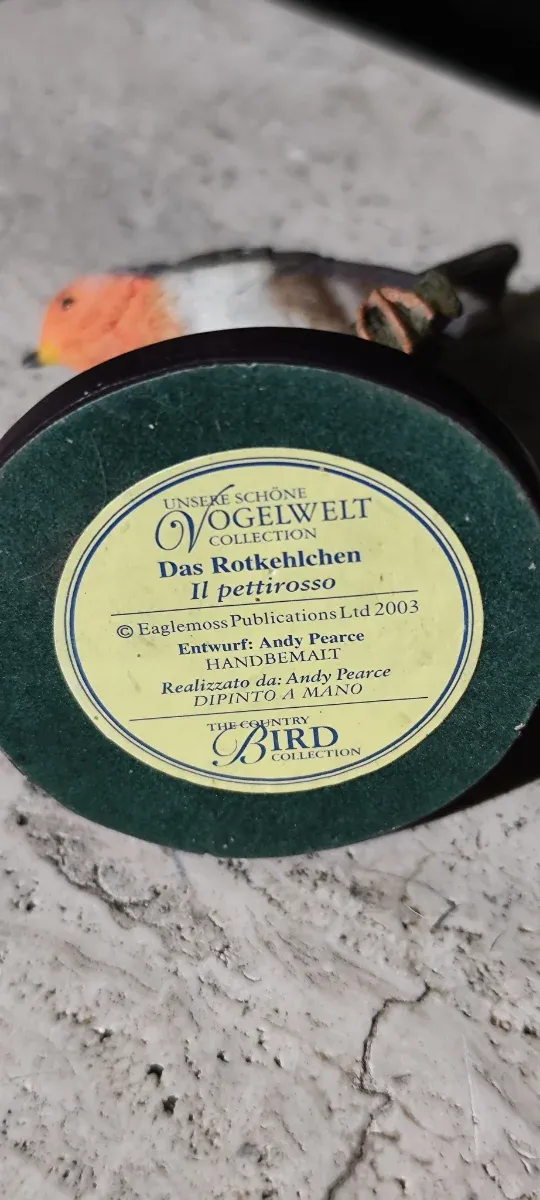 UNSERE SCHÖNE
VOGELWELT
COLLECTION
Das Rotkehlchen
Il pettirosso
© Eaglemoss Publications Ltd 2003
Entwurf: Andy Pearce
HANDBEMALT
Realizzato da: Andy Pearce
DIPINTO A MANO
THE COUNTRY
BIRD
COLLECTION